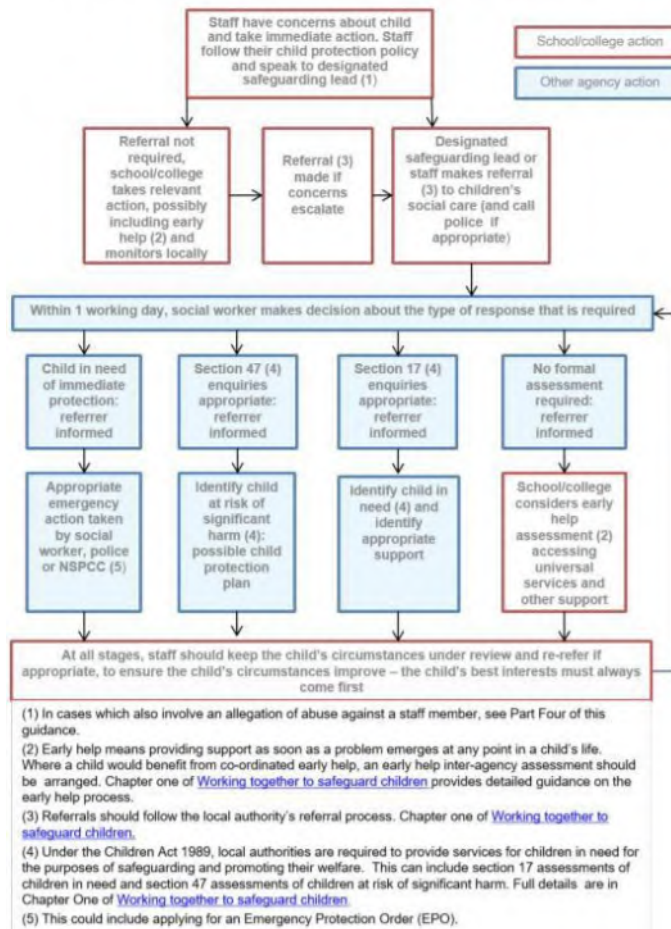 Staff have concerns about child
and take immediate action. Staff
follow their child protection policy
and speak to designated
safeguarding lead (1)
School/college action
Other agency action
Referral not
required,
school/college
takes relevant
action, possibly
including early
help (2) and
monitors locally
Referral (3)
made if
concerns
escalate
Designated
safeguarding lead or
staff makes referral
(3) to children's
social care (and call
police if
appropriate)
Within 1 working day, social worker makes decision about the type of response that is required
Child in need
of immediate
protection:
referrer
informed
Section 47 (4)
enquiries
appropriate:
referrer
informed
Section 17 (4)
enquiries
appropriate:
referrer
informed
No formal
assessment
required:
referrer
informed
Appropriate
emergency
action taken
by social
worker, police
or NSPCC (5)
Identify child
at risk of
significant
harm (4):
possible child
protection
plan
Identify child in
need (4) and
identify
appropriate
support
School/college
considers early
help
assessment (2)
accessing
universal
services and
other support
At all stages, staff should keep the child's circumstances under review and re-refer if
appropriate, to ensure the child's circumstances improve – the child's best interests must always
come first
(1) In cases which also involve an allegation of abuse against a staff member, see Part Four of this
guidance.
(2) Early help means providing support as soon as a problem emerges at any point in a child's life.
Where a child would benefit from co-ordinated early help, an early help inter-agency assessment should
be arranged. Chapter one of Working together to safeguard children provides detailed guidance on the
early help process.
(3) Referrals should follow the local authority's referral process. Chapter one of Working together to
safeguard children.
(4) Under the Children Act 1989, local authorities are required to provide services for children in need for
the purposes of safeguarding and promoting their welfare. This can include section 17 assessments of
children in need and section 47 assessments of children at risk of significant harm. Full details are in
Chapter One of Working together to safeguard children
(5) This could include applying for an Emergency Protection Order (EPO).